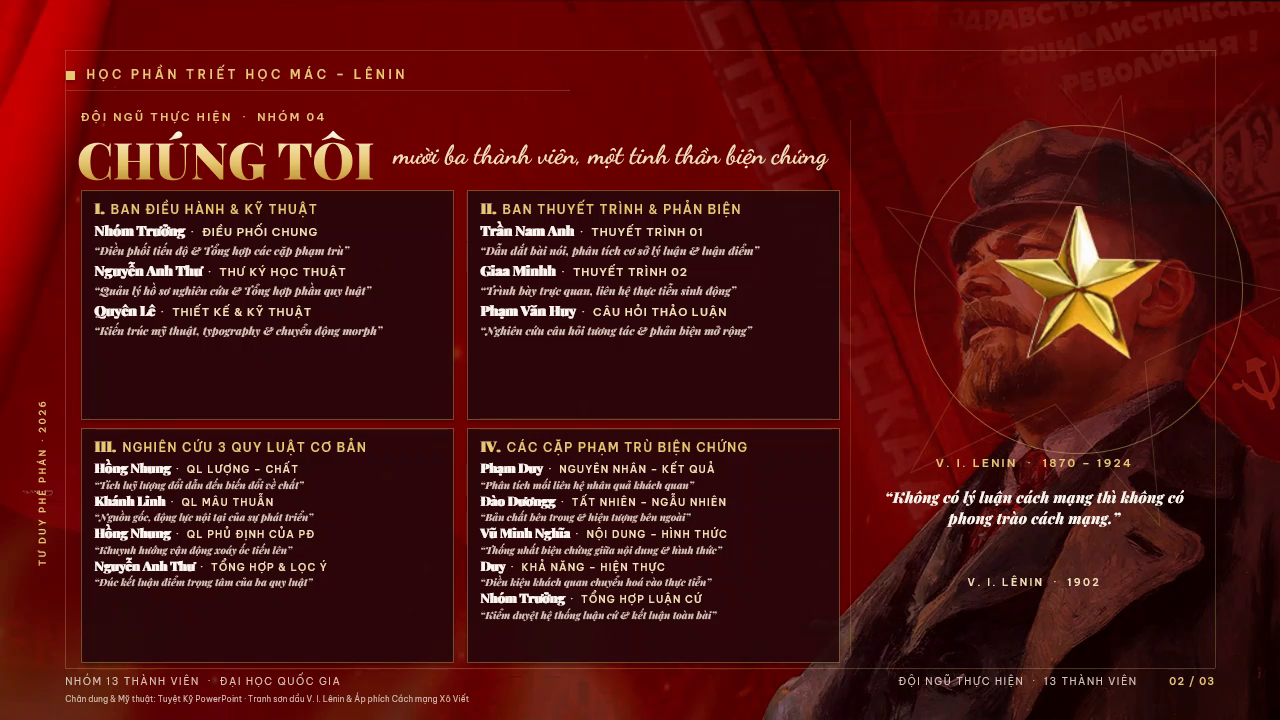 ЗДРАВСТВУЕТ
СОЦИАЛИСТИЧЕСКАЯ
РЕВОЛЮЦИЯ !
HỌC PHẦN TRIẾT HỌC MÁC – LÊNIN
ĐỘI NGŨ THỰC HIỆN · NHÓM 04
CHÚNG TÔI mười ba thành viên, một tinh thần biện chứng
I. BAN ĐIỀU HÀNH & KỸ THUẬT
Nhóm Trưởng · ĐIỀU PHỐI CHUNG
“Điều phối tiến độ & Tổng hợp các cặp phạm trù”
Nguyễn Anh Thư · THƯ KÝ HỌC THUẬT
“Quản lý hồ sơ nghiên cứu & Tổng hợp phần quy luật”
Quyên Lê · THIẾT KẾ & KỸ THUẬT
“Kiến trúc mỹ thuật, typography & chuyển động morph”
II. BAN THUYẾT TRÌNH & PHẢN BIỆN
Trần Nam Anh · THUYẾT TRÌNH 01
“Dẫn dắt bài nói, phân tích cơ sở lý luận & luận điểm”
Giaa Minhh · THUYẾT TRÌNH 02
“Trình bày trực quan, liên hệ thực tiễn sinh động”
Phạm Văn Huy · CÂU HỎI THẢO LUẬN
“Nghiên cứu câu hỏi tương tác & phản biện mở rộng”
III. NGHIÊN CỨU 3 QUY LUẬT CƠ BẢN
Hồng Nhung · QL LƯỢNG – CHẤT
“Tích luỹ lượng đổi dẫn đến biến đổi về chất”
Khánh Linh · QL MÂU THUẪN
“Nguồn gốc, động lực nội tại của sự phát triển”
Hồng Nhung · QL PHỦ ĐỊNH CỦA PĐ
“Khuynh hướng vận động xoáy ốc tiến lên”
Nguyễn Anh Thư · TỔNG HỢP & LỌC Ý
“Đúc kết luận điểm trọng tâm của ba quy luật”
IV. CÁC CẶP PHẠM TRÙ BIỆN CHỨNG
Phạm Duy · NGUYÊN NHÂN – KẾT QUẢ
“Phân tích mối liên hệ nhân quả khách quan”
Đào Dươngg · TẤT NHIÊN – NGẪU NHIÊN
“Bản chất bên trong & hiện tượng bên ngoài”
Vũ Minh Nghĩa · NỘI DUNG – HÌNH THỨC
“Thống nhất biện chứng giữa nội dung & hình thức”
Duy · KHẢ NĂNG – HIỆN THỰC
“Điều kiện khách quan chuyển hoá vào thực tiễn”
Nhóm Trưởng · TỔNG HỢP LUẬN CỨ
“Kiểm duyệt hệ thống luận cứ & kết luận toàn bài”
V. I. LENIN · 1870 – 1924
“Không có lý luận cách mạng thì không có
phong trào cách mạng.”
V. I. LÊNIN · 1902
TƯ DUY PHÊ PHÁN · 2026
NHÓM 13 THÀNH VIÊN · ĐẠI HỌC QUỐC GIA
Chân dung & Mỹ thuật: Tuyệt Kỹ PowerPoint · Tranh sơn dầu V. I. Lênin & Áp phích Cách mạng Xô Viết
ĐỘI NGŨ THỰC HIỆN · 13 THÀNH VIÊN 02 / 03